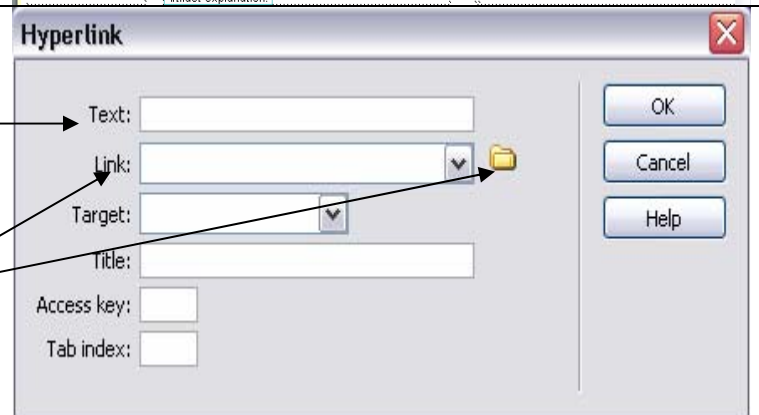 Hyperlink
Text:
OK
Link:
Cancel
Target:
Help
Title:
Access key:
Tab index: